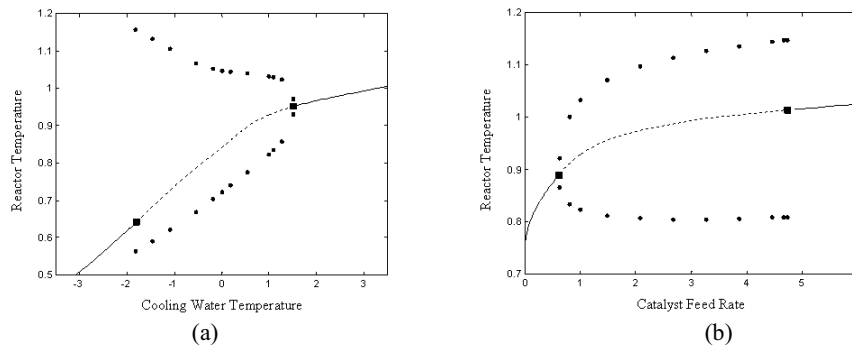 1.2
1.1
1
0.9
0.8
0.7
0.6
0.5
Reactor Temperature
-3 -2 -1 0 1 2 3
Cooling Water Temperature
(a)
1.2
1.1
1
0.9
0.8
0.7
Reactor Temperature
0 1 2 3 4 5
Catalyst Feed Rate
(b)